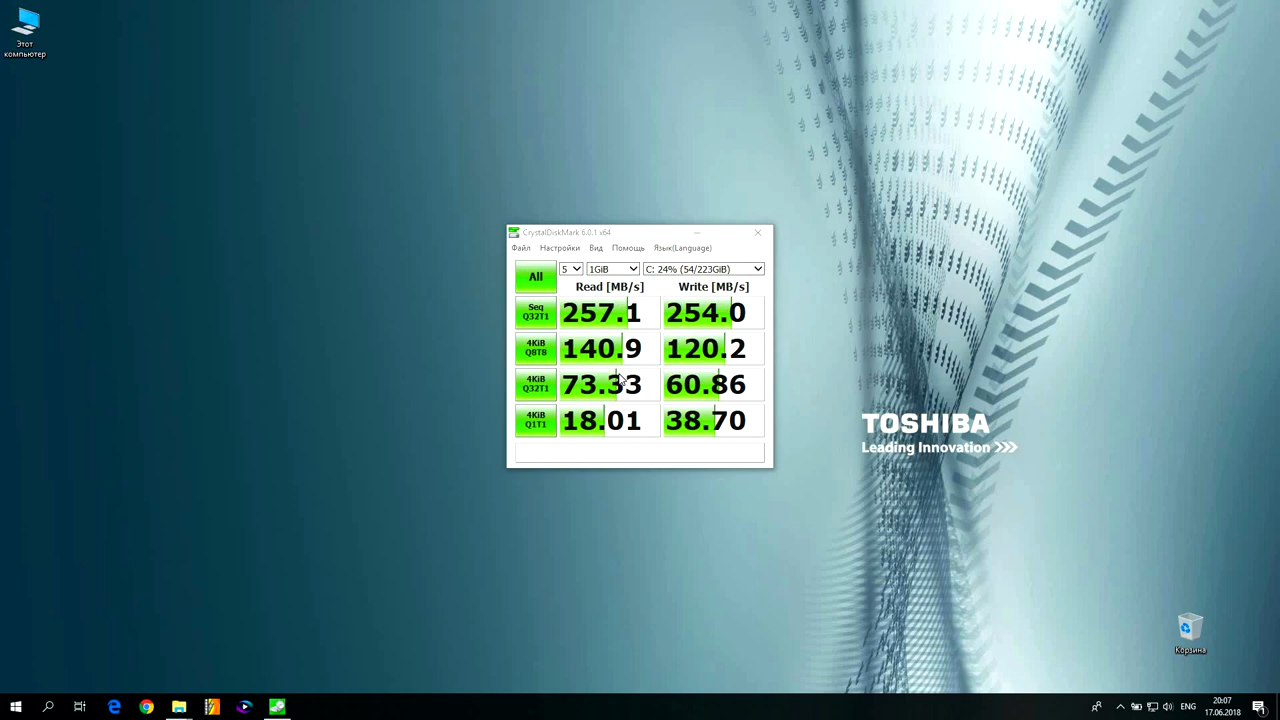 Этот
компьютер
CrystalDiskMark 6.0.1 x64
Файл Настройки Вид Помощь Язык(Language)
All 5 1GiB C: 24% (54/223GiB)
Read [MB/s] Write [MB/s]
Seq
Q32T1 257.1 254.0
4KiB
Q8T8 140.9 120.2
4KiB
Q32T1 73.33 60.86
4KiB
Q1T1 18.01 38.70
TOSHIBA
Leading Innovation >>>
Корзина
ENG
20:07
17.06.2018
1